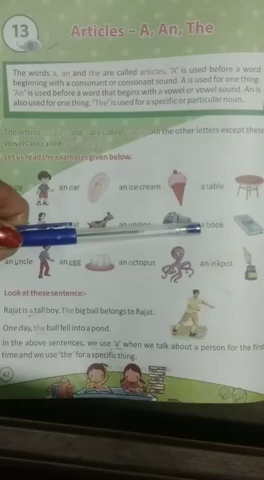 13
Articles – A, An, The
The words a, an and the are called articles. 'A' is used before a word
beginning with a consonant or consonant sound. A is used for one thing.
'An' is used before a word that begins with a vowel or vowel sound. An is
also used for one thing. 'The' is used for a specific or particular noun.
The letters and are called All the other letters except these
vowels are called
Let us read the examples given below.
an ear an ice cream a table
a book
an uncle an egg an octopus an inkpot
Look at these sentence:-
Rajat is a tall boy. The big ball belongs to Rajat.
One day, the ball fell into a pond.
In the above sentences, we use 'a' when we talk about a person for the first
time and we use 'the' for a specific thing.
42